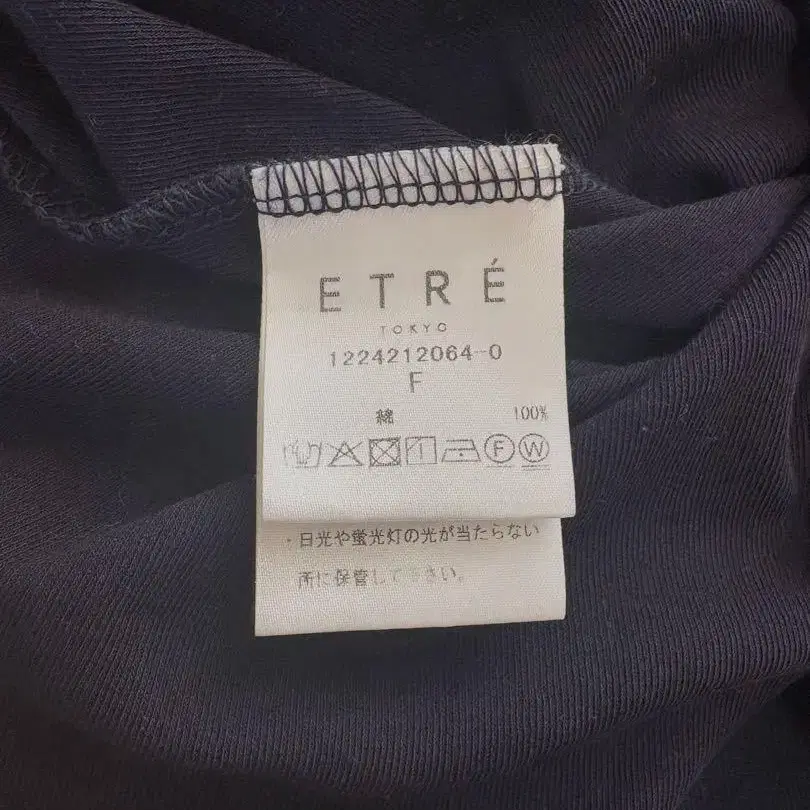 ETRÉ
TOKYO
1224212064-0
F
綿 100%
F W
・日光や蛍光灯の光が当たらない
所に保管して下さい。